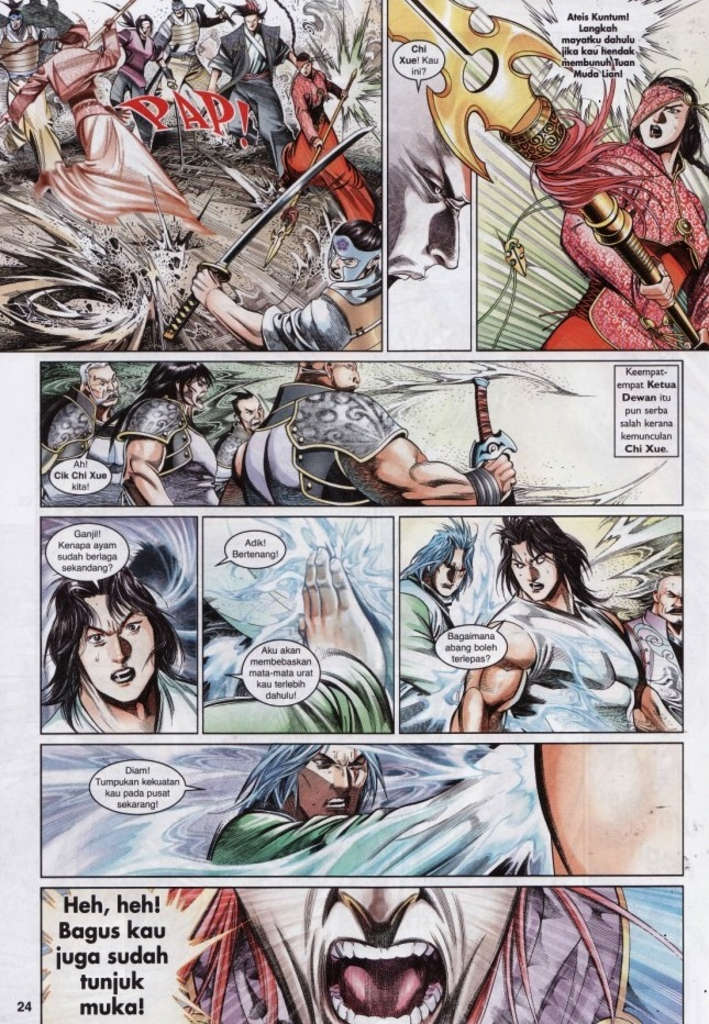 PAP!
Chi
Xue! Kau
ini?
Ateis Kuntum!
Langkah
mayatku dahulu
jika kau hendak
membunuh Tuan
Muda Lian!
Keempat-
empat Ketua
Dewan itu
pun serba
salah kerana
kemunculan
Chi Xue.
Ah!
Cik Chi Xue
kita!
Ganjil!
Kenapa ayam
sudah berlaga
sekandang?
Adik!
Bertenang!
Aku akan
membebaskan
mata-mata urat
kau terlebih
dahulu!
Bagaimana
abang boleh
terlepas?
Diam!
Tumpukan kekuatan
kau pada pusat
sekarang!
Heh, heh!
Bagus kau
juga sudah
tunjuk
muka!
24